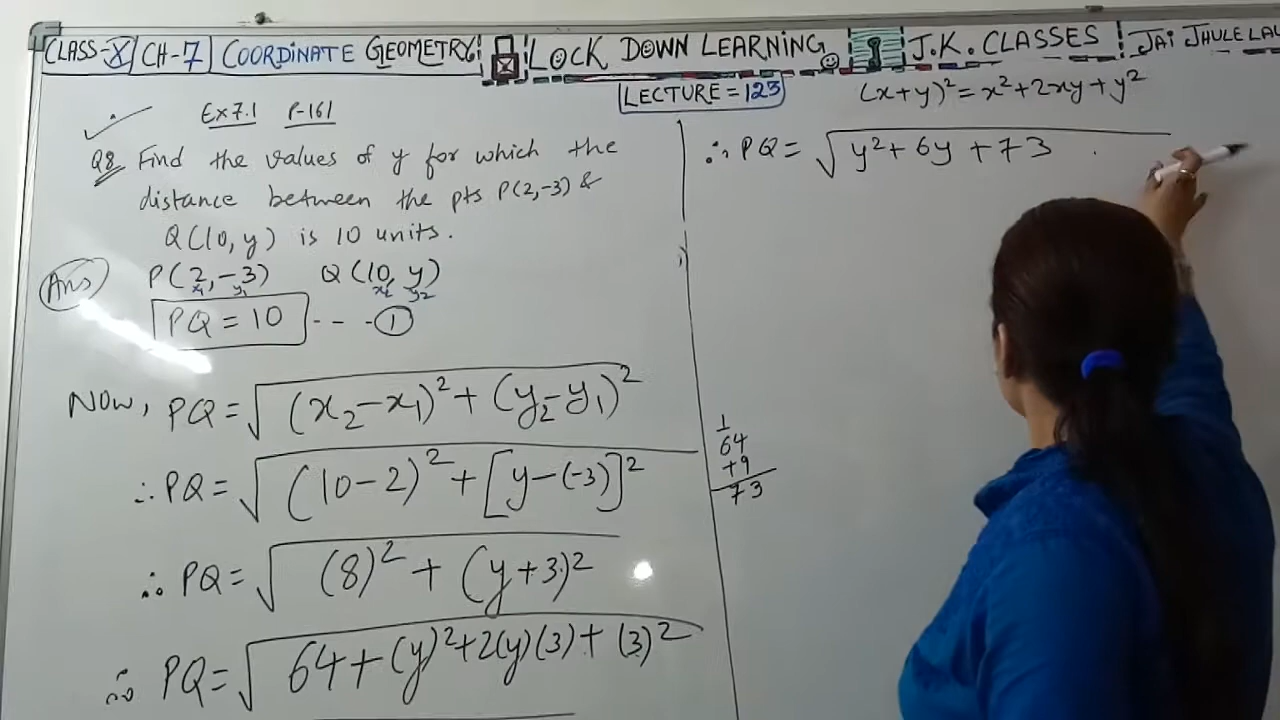 CLASS-X CH-7 COORDINATE GEOMETRY LOCK DOWN LEARNING J.K. CLASSES JAI JHULELAL
LECTURE = 123
Ex 7.1 P-161
Q8 Find the values of y for which the
distance between the pts P(2,-3) &
Q(10, y) is 10 units.
Ans P(2,-3) Q(10, y)
x₁ y₁ x₂ y₂
PQ = 10 --- ①
Now, PQ = √(x₂-x₁)² + (y₂-y₁)²
∴ PQ = √(10-2)² + [y-(-3)]²
∴ PQ = √(8)² + (y+3)²
∴ PQ = √64 + (y)² + 2(y)(3) + (3)²
(x+y)² = x² + 2xy + y²
∴ PQ = √y² + 6y + 73
1
64
+9
73